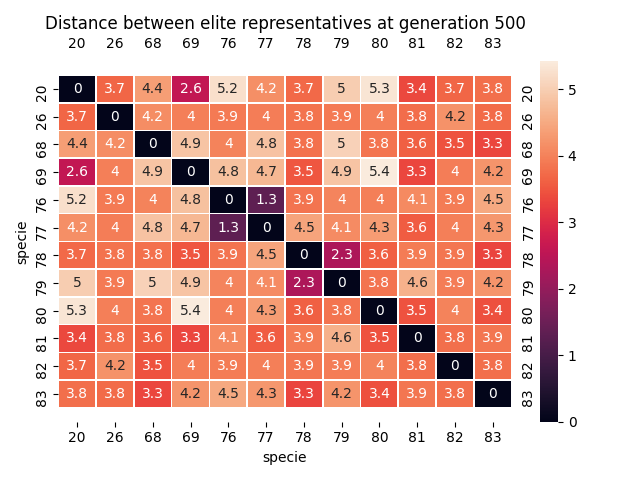 Distance between elite representatives at generation 500
20 26 68 69 76 77 78 79 80 81 82 83
20 0 3.7 4.4 2.6 5.2 4.2 3.7 5 5.3 3.4 3.7 3.8 20
26 3.7 0 4.2 4 3.9 4 3.8 3.9 4 3.8 4.2 3.8 26
68 4.4 4.2 0 4.9 4 4.8 3.8 5 3.8 3.6 3.5 3.3 68
69 2.6 4 4.9 0 4.8 4.7 3.5 4.9 5.4 3.3 4 4.2 69
76 5.2 3.9 4 4.8 0 1.3 3.9 4 4 4.1 3.9 4.5 76
77 4.2 4 4.8 4.7 1.3 0 4.5 4.1 4.3 3.6 4 4.3 77
78 3.7 3.8 3.8 3.5 3.9 4.5 0 2.3 3.6 3.9 3.9 3.3 78
79 5 3.9 5 4.9 4 4.1 2.3 0 3.8 4.6 3.9 4.2 79
80 5.3 4 3.8 5.4 4 4.3 3.6 3.8 0 3.5 4 3.4 80
81 3.4 3.8 3.6 3.3 4.1 3.6 3.9 4.6 3.5 0 3.8 3.9 81
82 3.7 4.2 3.5 4 3.9 4 3.9 3.9 4 3.8 0 3.8 82
83 3.8 3.8 3.3 4.2 4.5 4.3 3.3 4.2 3.4 3.9 3.8 0 83
20 26 68 69 76 77 78 79 80 81 82 83
specie
specie
5
4
3
2
1
0